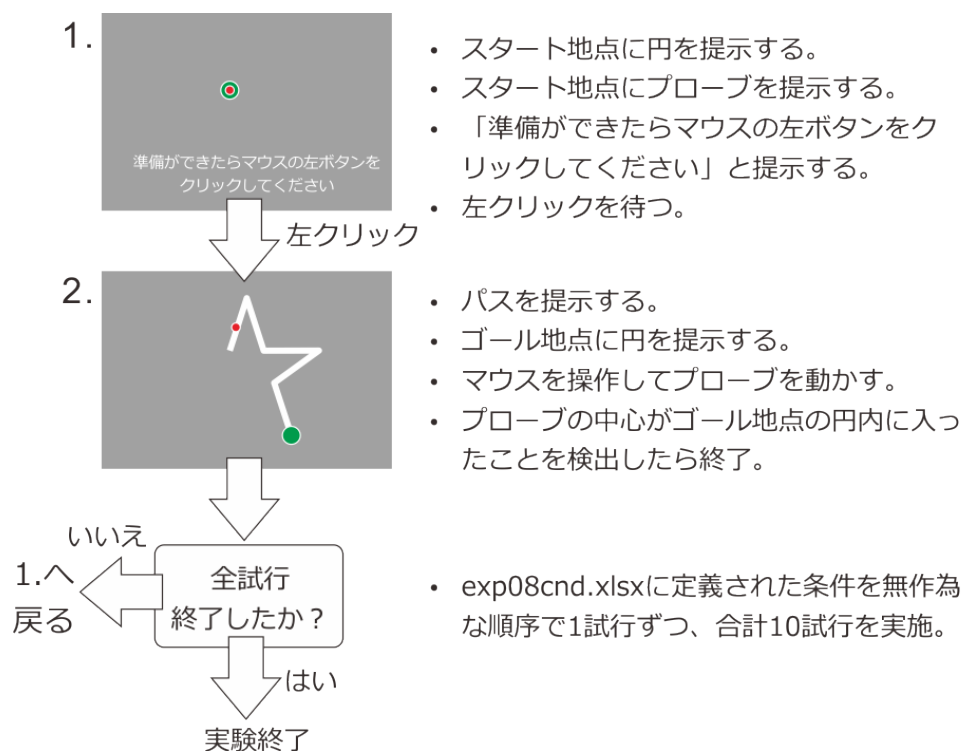 1.
• スタート地点に円を提示する。
• スタート地点にプローブを提示する。
• 「準備ができたらマウスの左ボタンをク
リックしてください」と提示する。
• 左クリックを待つ。
準備ができたらマウスの左ボタンを
クリックしてください
左クリック
2.
• パスを提示する。
• ゴール地点に円を提示する。
• マウスを操作してプローブを動かす。
• プローブの中心がゴール地点の円内に入っ
たことを検出したら終了。
いいえ
1.へ
戻る
全試行
終了したか？
• exp08cnd.xlsxに定義された条件を無作為
な順序で1試行ずつ、合計10試行を実施。
はい
実験終了